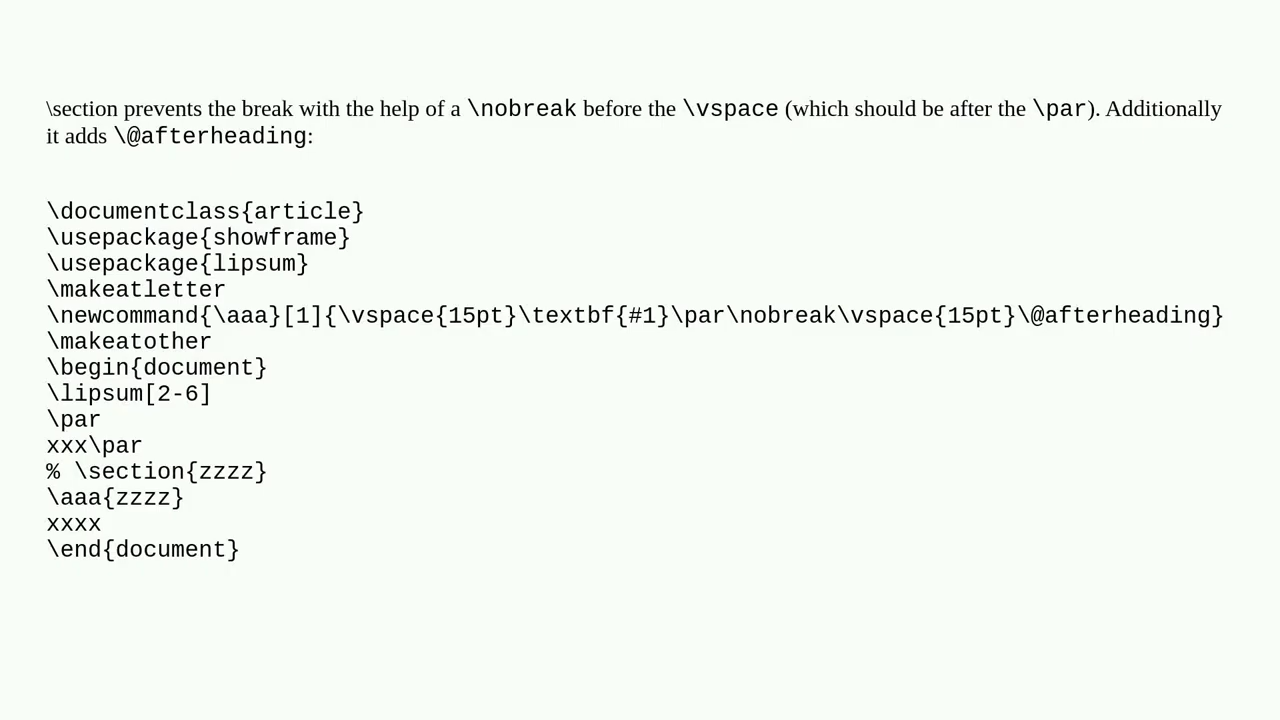 \section prevents the break with the help of a \nobreak before the \vspace (which should be after the \par). Additionally
it adds \@afterheading:
\documentclass{article}
\usepackage{showframe}
\usepackage{lipsum}
\makeatletter
\newcommand{\aaa}[1]{\vspace{15pt}\textbf{#1}\par\nobreak\vspace{15pt}\@afterheading}
\makeatother
\begin{document}
\lipsum[2-6]
\par
xxx\par
% \section{zzzz}
\aaa{zzzz}
xxxx
\end{document}